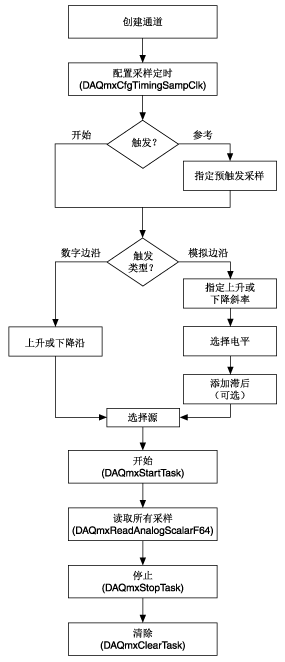 创建通道
配置采样定时
(DAQmxCfgTimingSampClk)
开始
触发？
参考
指定预触发采样
数字边沿
触发
类型？
模拟边沿
指定上升或
下降斜率
上升或下降沿
选择电平
添加滞后
（可选）
选择源
开始
(DAQmxStartTask)
读取所有采样
(DAQmxReadAnalogScalarF64)
停止
(DAQmxStopTask)
清除
(DAQmxClearTask)